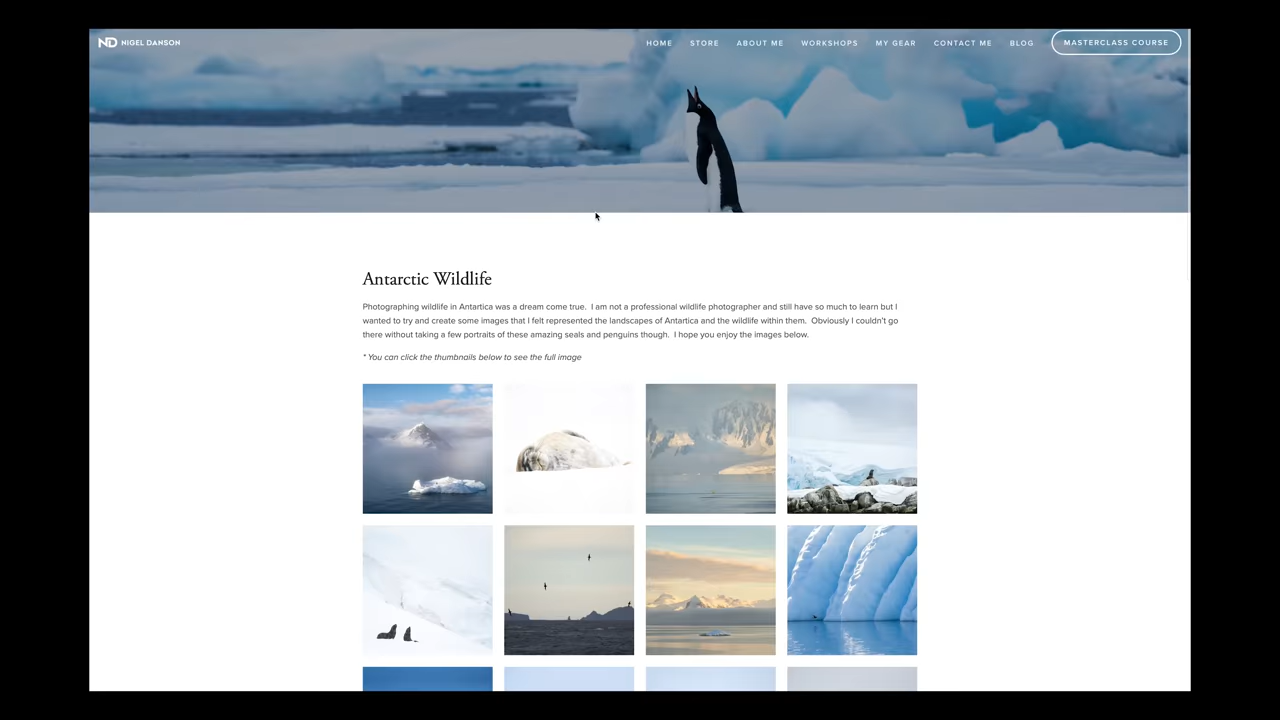 ND NIGEL DANSON
HOME STORE ABOUT ME WORKSHOPS MY GEAR CONTACT ME BLOG MASTERCLASS COURSE
Antarctic Wildlife
Photographing wildlife in Antartica was a dream come true.  I am not a professional wildlife photographer and still have so much to learn but I
wanted to try and create some images that I felt represented the landscapes of Antartica and the wildlife within them.  Obviously I couldn't go
there without taking a few portraits of these amazing seals and penguins though.  I hope you enjoy the images below.
* You can click the thumbnails below to see the full image